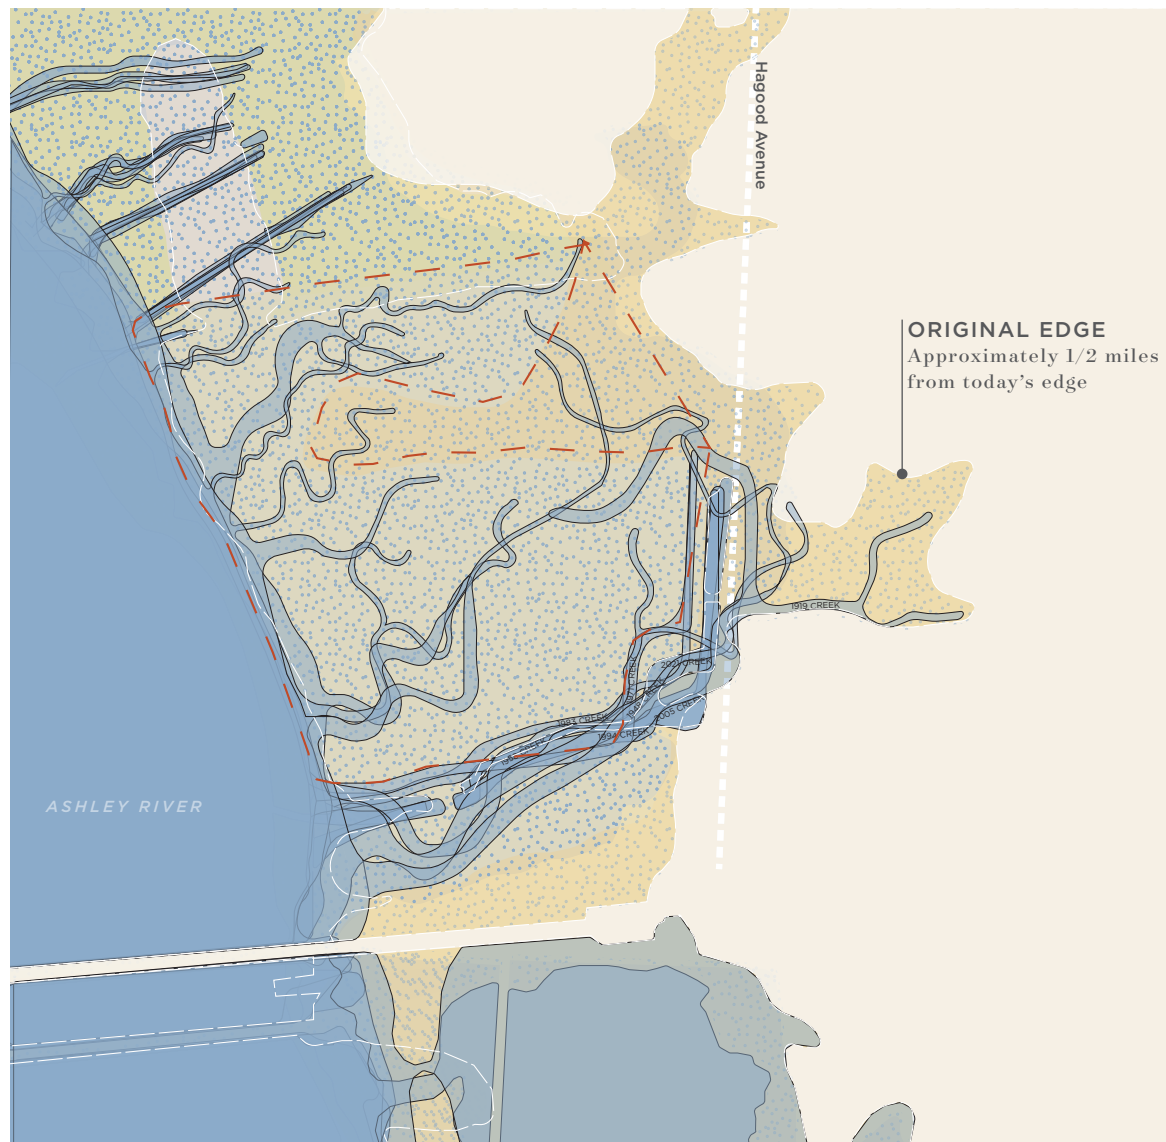 Hagood Avenue
ORIGINAL EDGE
Approximately 1/2 miles
from today's edge
1919 CREEK
2021 CREEK
1994 CREEK
ASHLEY RIVER